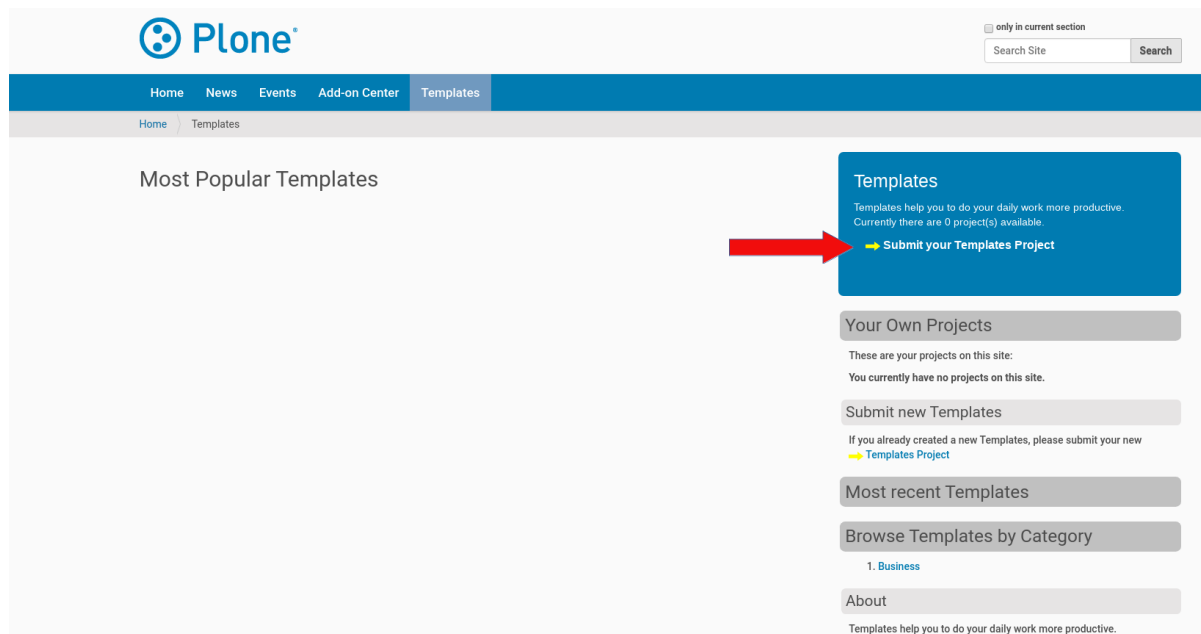 Plone®
only in current section
Search Site
Search
Home News Events Add-on Center Templates
Home Templates
Most Popular Templates
Templates
Templates help you to do your daily work more productive.
Currently there are 0 project(s) available.
Submit your Templates Project
Your Own Projects
These are your projects on this site:
You currently have no projects on this site.
Submit new Templates
If you already created a new Templates, please submit your new
Templates Project
Most recent Templates
Browse Templates by Category
1. Business
About
Templates help you to do your daily work more productive.